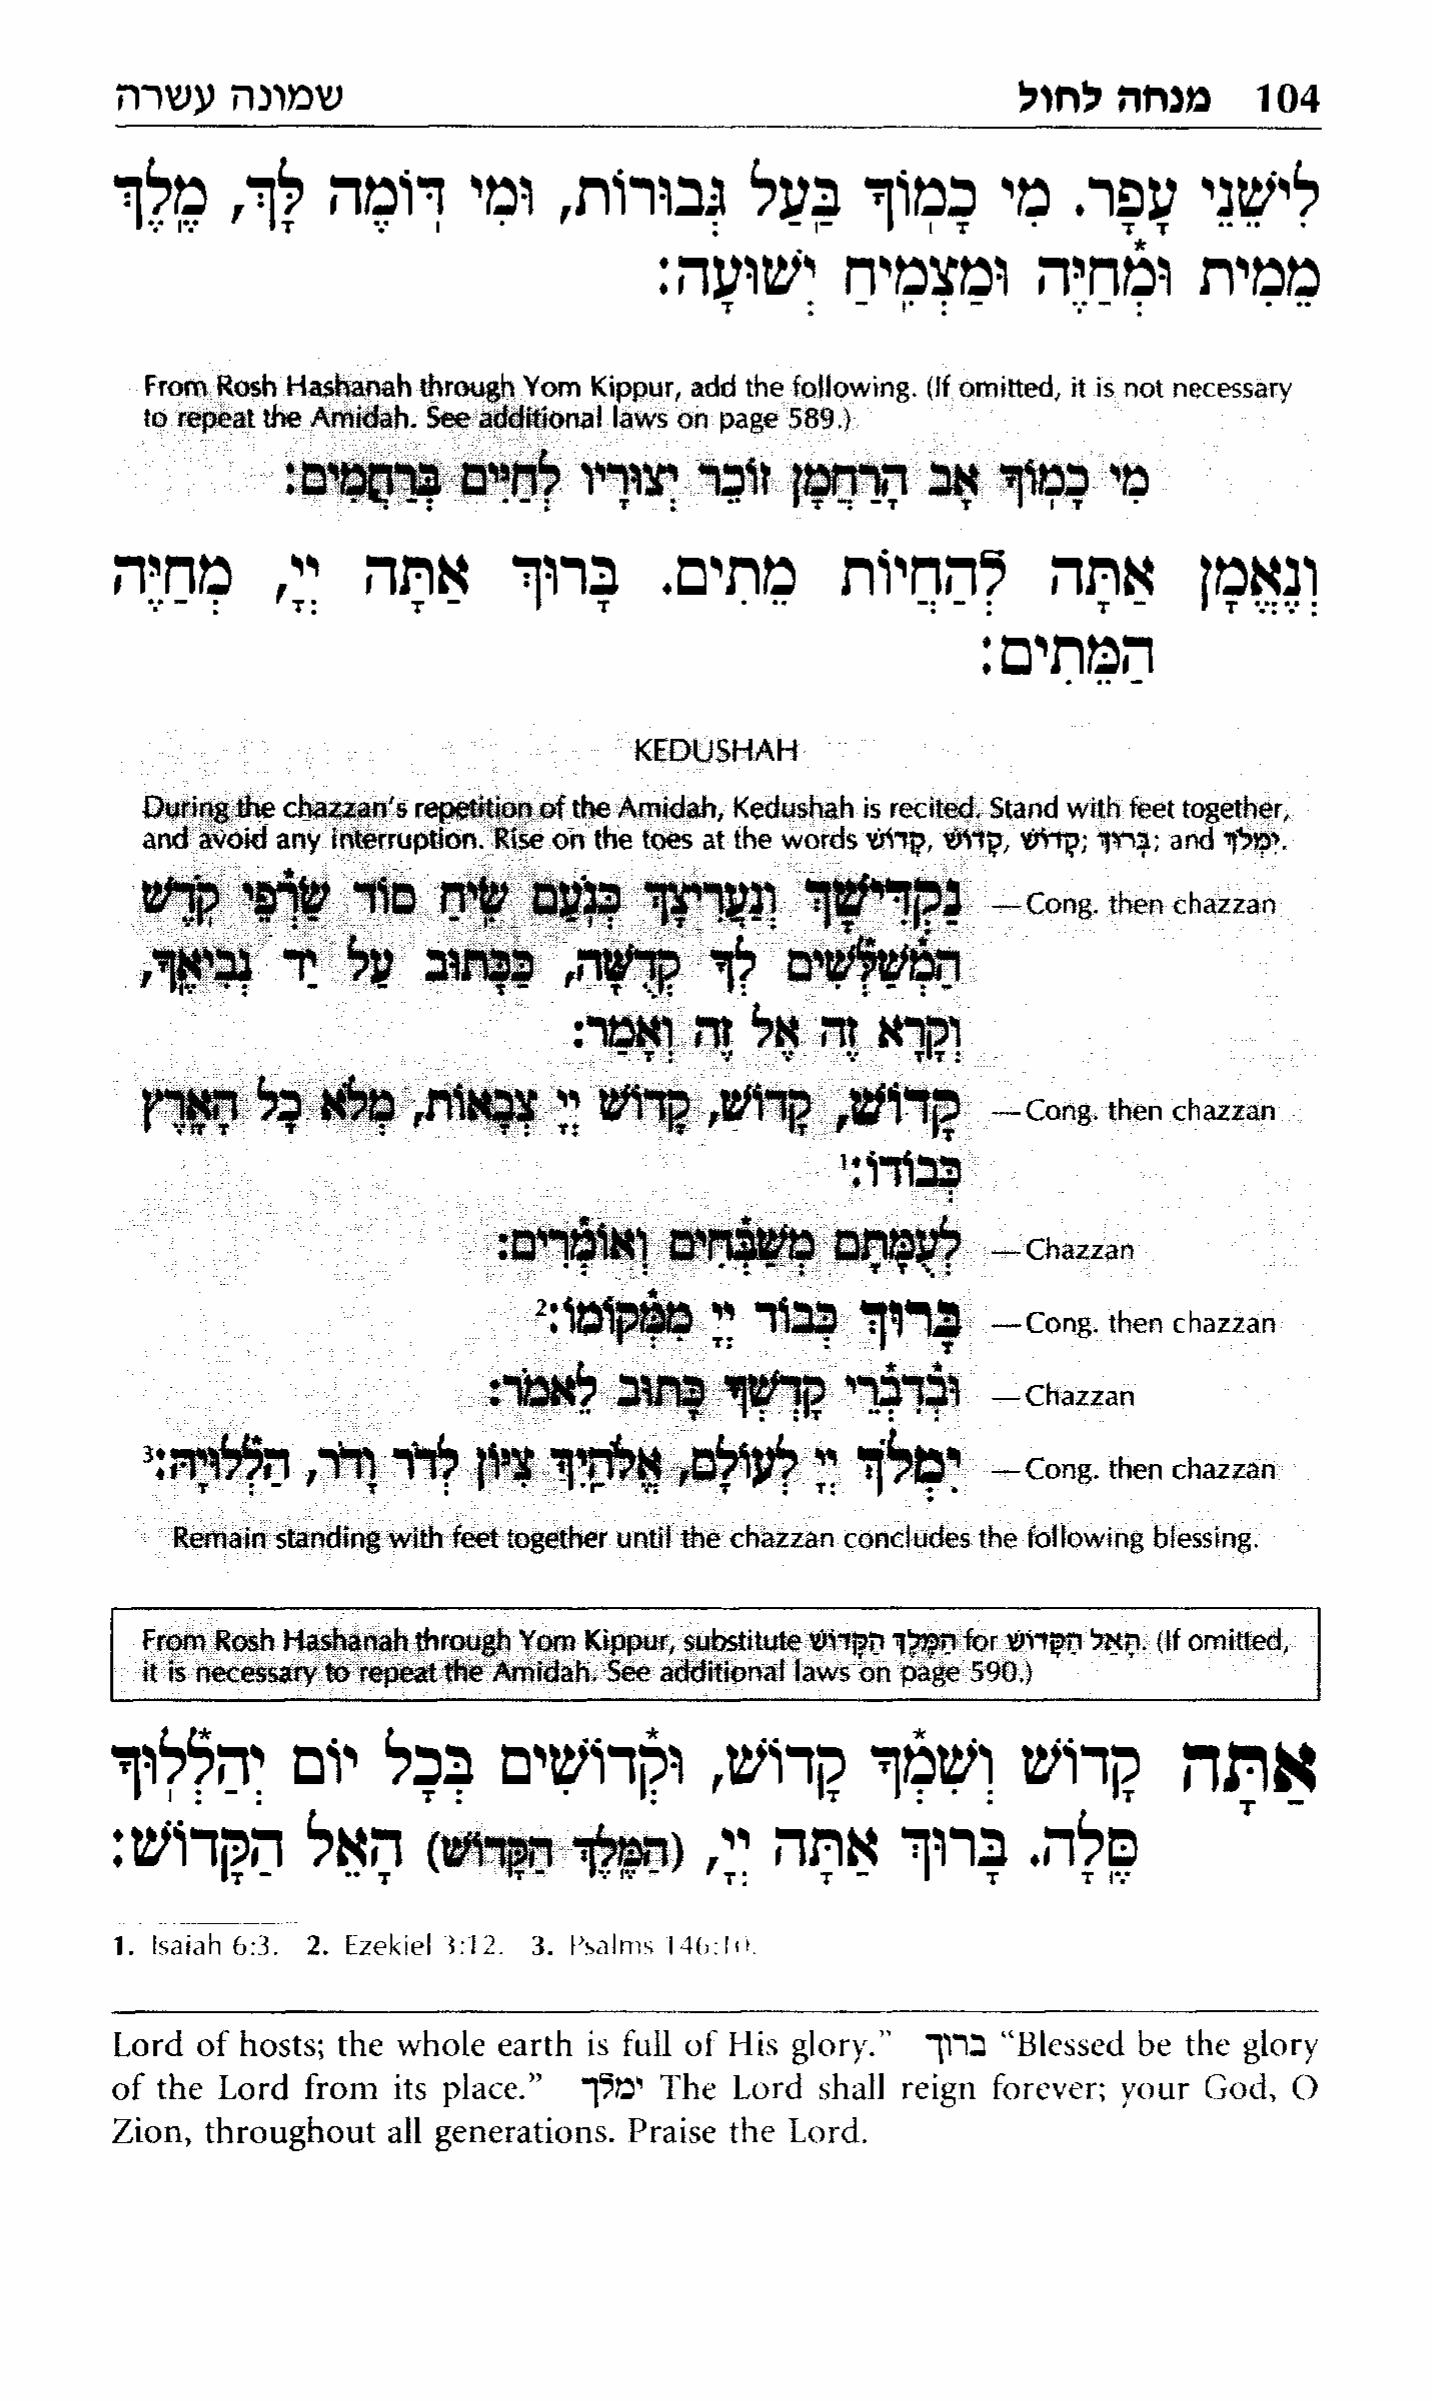 104 מנחה לחול שמונה עשרה
לִישֵׁנֵי עָפָר. מִי כָמוֹךָ בַּעַל גְּבוּרוֹת, וּמִי דּוֹמֶה לָּךְ, מֶלֶךְ
מֵמִית וּמְחַיֶּה וּמַצְמִיחַ יְשׁוּעָה:
From Rosh Hashanah through Yom Kippur, add the following. (If omitted, it is not necessary
to repeat the Amidah. See additional laws on page 589.)
מִי כָמוֹךָ אָב הָרַחֲמָן זוֹכֵר יְצוּרָיו לְחַיִּים בְּרַחֲמִים:
וְנֶאֱמָן אַתָּה לְהַחֲיוֹת מֵתִים. בָּרוּךְ אַתָּה יְיָ, מְחַיֶּה
הַמֵּתִים:
KEDUSHAH
During the chazzan's repetition of the Amidah, Kedushah is recited. Stand with feet together,
and avoid any interruption. Rise on the toes at the words קָדוֹשׁ, קָדוֹשׁ, קָדוֹשׁ; בָּרוּךְ; and יִמְלֹךְ.
נַקְדִּישָׁךְ וְנַעֲרִיצָךְ כְּנֹעַם שִׂיחַ סוֹד שַׂרְפֵי קֹדֶשׁ —Cong. then chazzan
הַמְשַׁלְּשִׁים לְךָ קְדֻשָּׁה, כַּכָּתוּב עַל יַד נְבִיאֶךָ,
וְקָרָא זֶה אֶל זֶה וְאָמַר:
קָדוֹשׁ, קָדוֹשׁ, קָדוֹשׁ יְיָ צְבָאוֹת, מְלֹא כָל הָאָרֶץ —Cong. then chazzan
כְּבוֹדוֹ:1
לְעֻמָּתָם מְשַׁבְּחִים וְאוֹמְרִים: —Chazzan
בָּרוּךְ כְּבוֹד יְיָ מִמְּקוֹמוֹ:2 —Cong. then chazzan
וּבְדִבְרֵי קָדְשְׁךָ כָּתוּב לֵאמֹר: —Chazzan
יִמְלֹךְ יְיָ לְעוֹלָם, אֱלֹהַיִךְ צִיּוֹן לְדֹר וָדֹר, הַלְלוּיָהּ:3 —Cong. then chazzan
Remain standing with feet together until the chazzan concludes the following blessing.
From Rosh Hashanah through Yom Kippur, substitute הַמֶּלֶךְ הַקָּדוֹשׁ for הָאֵל הַקָּדוֹשׁ. (If omitted,
it is necessary to repeat the Amidah. See additional laws on page 590.)
אַתָּה קָדוֹשׁ וְשִׁמְךָ קָדוֹשׁ, וּקְדוֹשִׁים בְּכָל יוֹם יְהַלְלוּךָ
סֶּלָה. בָּרוּךְ אַתָּה יְיָ, (הַמֶּלֶךְ הַקָּדוֹשׁ) הָאֵל הַקָּדוֹשׁ:
1. Isaiah 6:3. 2. Ezekiel 3:12. 3. Psalms 146:10.
Lord of hosts; the whole earth is full of His glory." ברוך "Blessed be the glory
of the Lord from its place." ימלך The Lord shall reign forever; your God, O
Zion, throughout all generations. Praise the Lord.